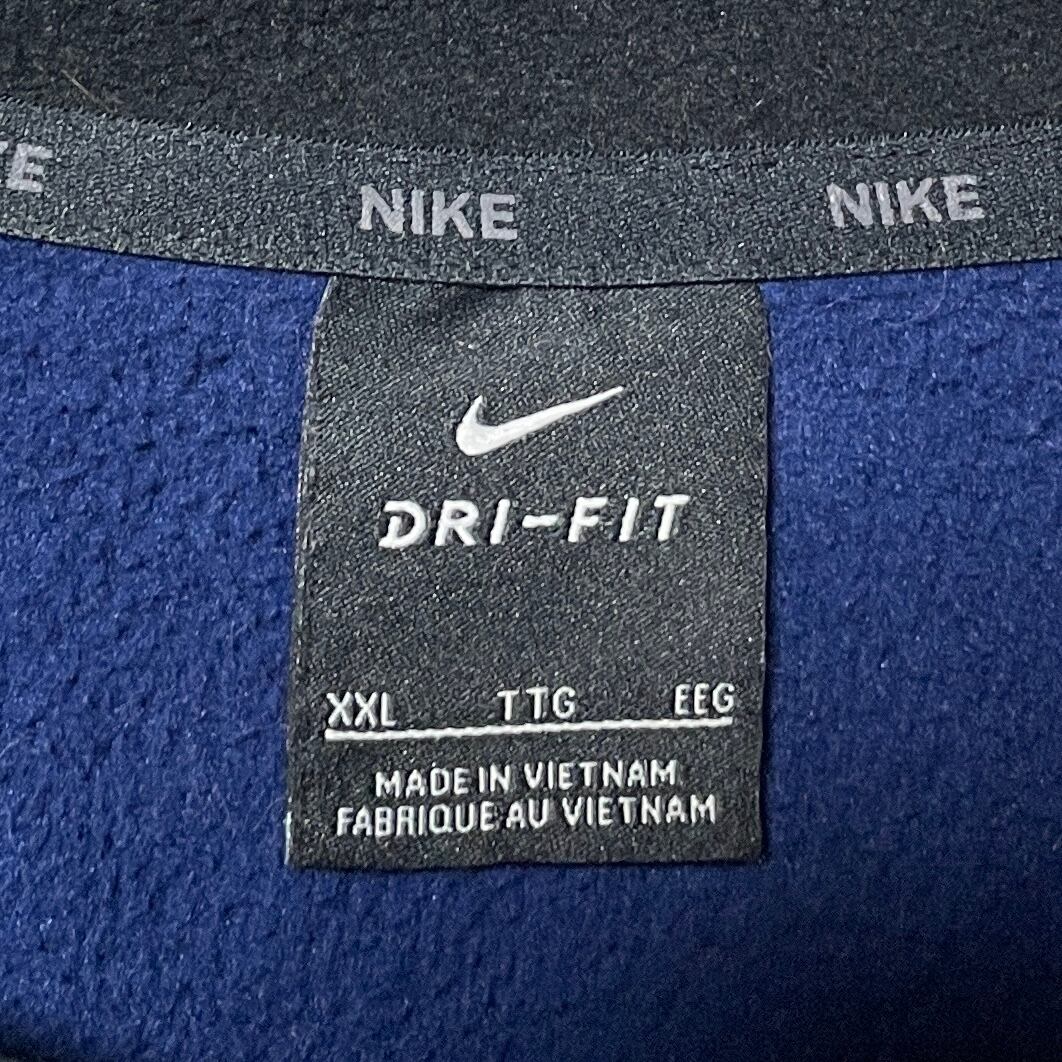 NIKE NIKE
DRI-FIT
XXL TTG EEG
MADE IN VIETNAM
FABRIQUE AU VIETNAM